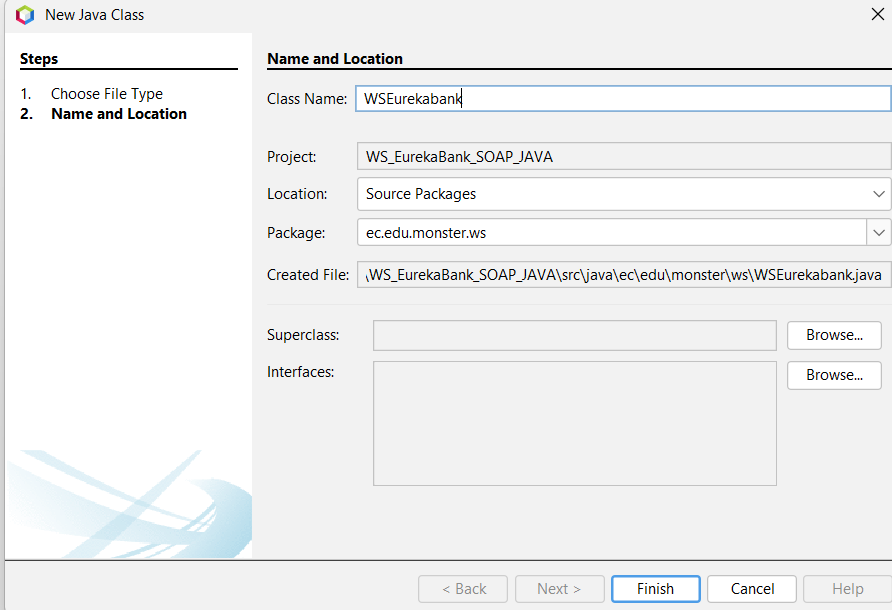 New Java Class
Steps
1. Choose File Type
2. Name and Location
Name and Location
Class Name: WSEurekabank
Project: WS_EurekaBank_SOAP_JAVA
Location: Source Packages
Package: ec.edu.monster.ws
Created File: \WS_EurekaBank_SOAP_JAVA\src\java\ec\edu\monster\ws\WSEurekabank.java
Superclass: Browse...
Interfaces: Browse...
< Back Next > Finish Cancel Help